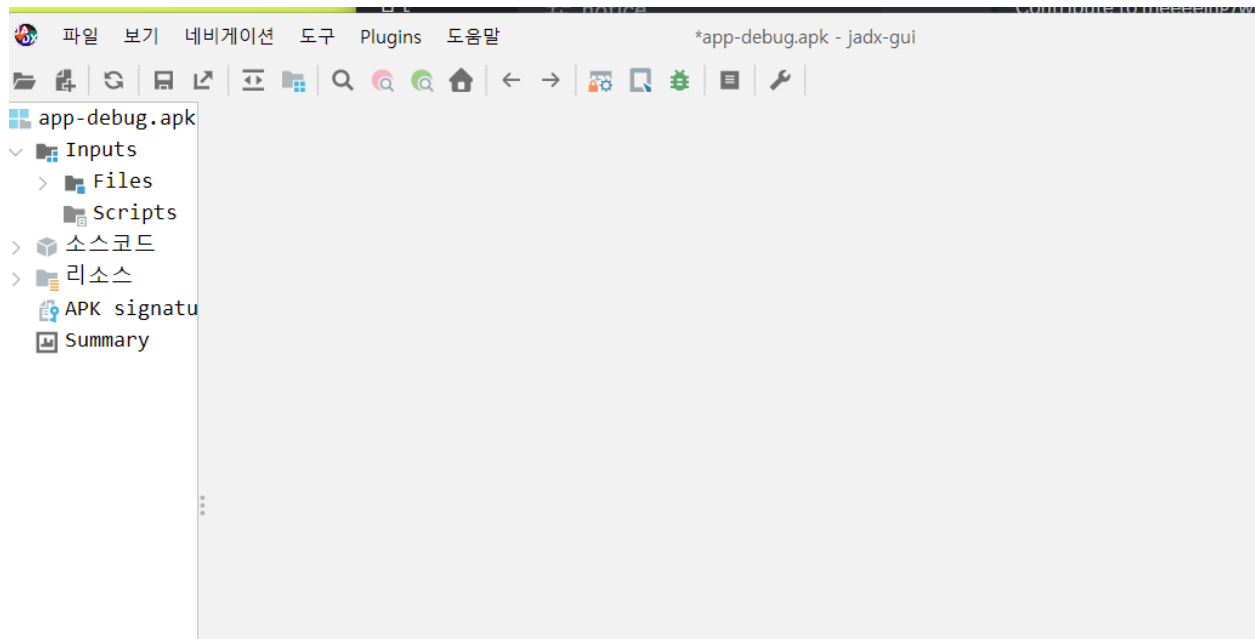 notice
파일 보기 네비게이션 도구 Plugins 도움말 *app-debug.apk - jadx-gui
app-debug.apk
Inputs
Files
Scripts
소스코드
리소스
APK signatu
Summary